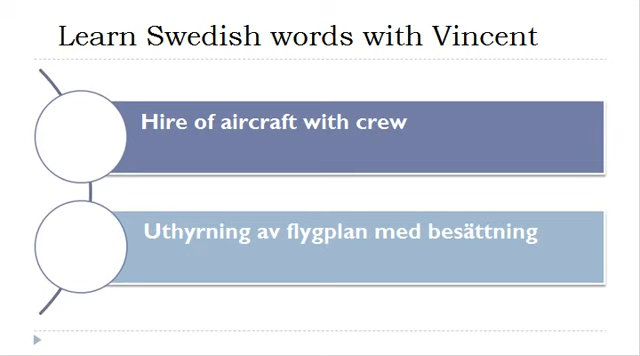 Learn Swedish words with Vincent
Hire of aircraft with crew
Uthyrning av flygplan med besättning